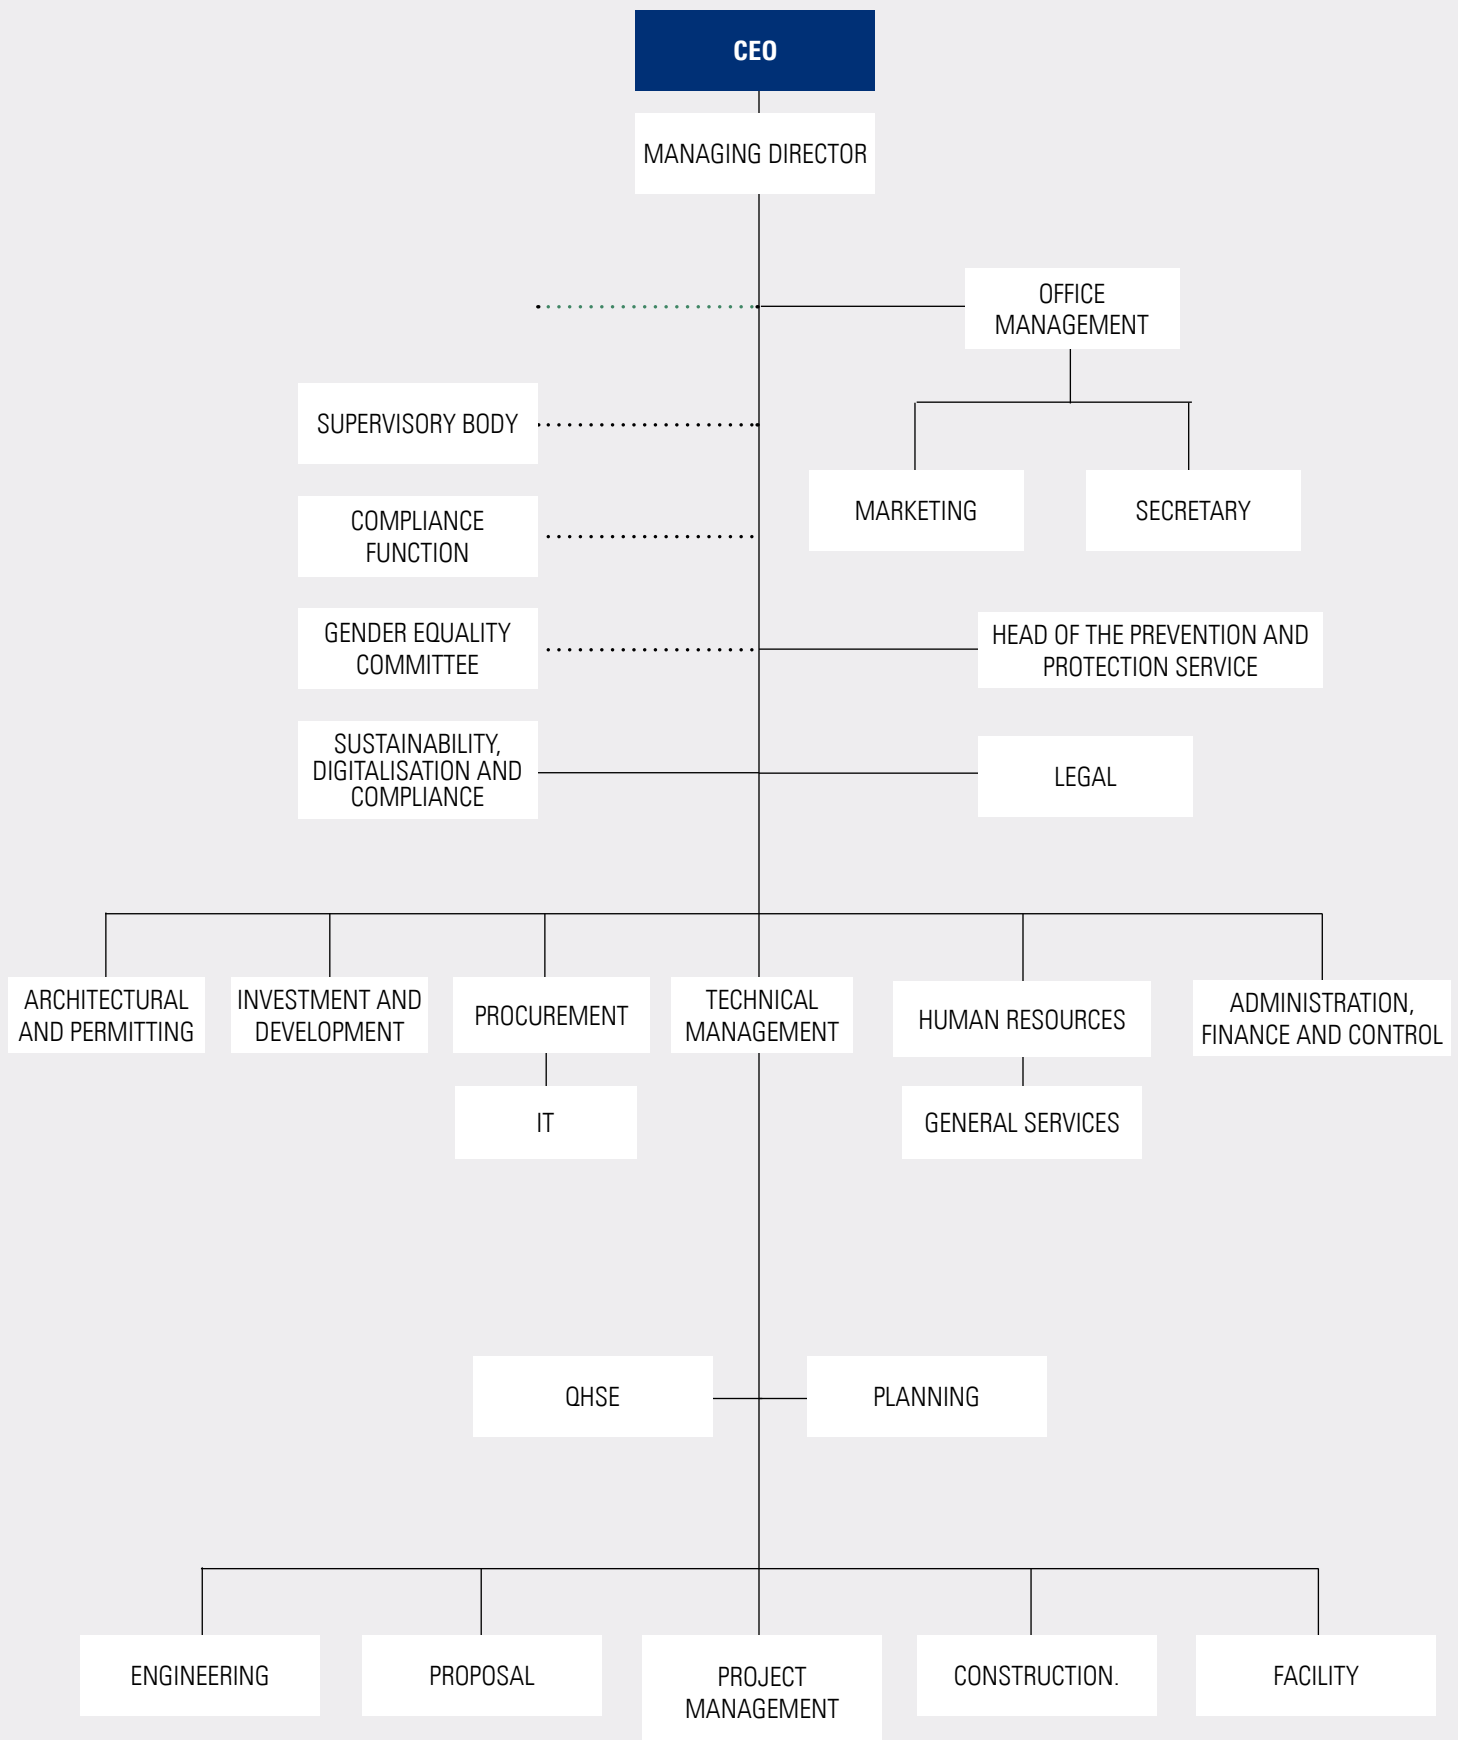 CEO
MANAGING DIRECTOR
OFFICE
MANAGEMENT
SUPERVISORY BODY
MARKETING
SECRETARY
COMPLIANCE
FUNCTION
GENDER EQUALITY
COMMITTEE
HEAD OF THE PREVENTION AND
PROTECTION SERVICE
SUSTAINABILITY,
DIGITALISATION AND
COMPLIANCE
LEGAL
ARCHITECTURAL
AND PERMITTING
INVESTMENT AND
DEVELOPMENT
PROCUREMENT
TECHNICAL
MANAGEMENT
HUMAN RESOURCES
ADMINISTRATION,
FINANCE AND CONTROL
IT
GENERAL SERVICES
QHSE
PLANNING
ENGINEERING
PROPOSAL
PROJECT
MANAGEMENT
CONSTRUCTION.
FACILITY